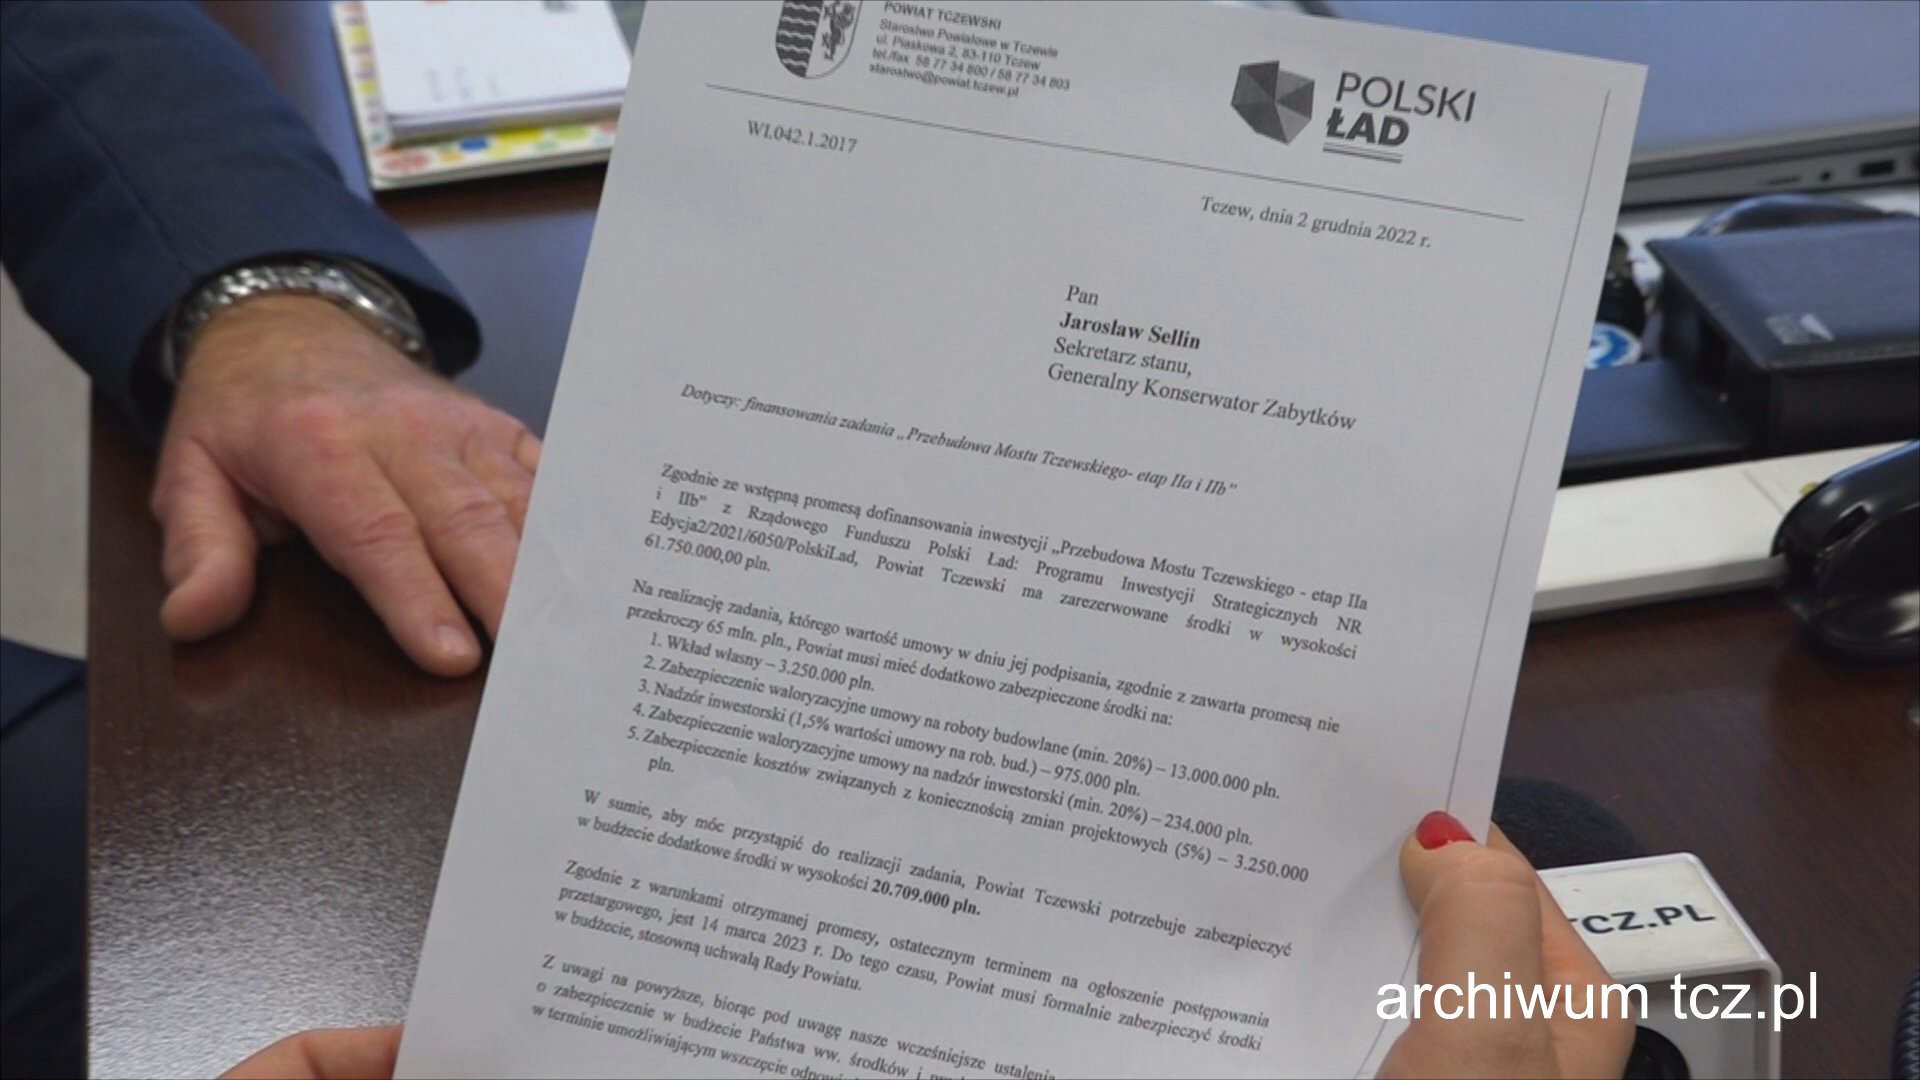 POWIAT TCZEWSKI
Starostwo Powiatowe w Tczewie
ul. Piaskowa 2, 83-110 Tczew
tel./fax 58 77 34 800 / 58 77 34 803
starostwo@powiat.tczew.pl
POLSKI
ŁAD
WI.042.1.2017
Tczew, dnia 2 grudnia 2022 r.
Pan
Jarosław Sellin
Sekretarz stanu,
Generalny Konserwator Zabytków
Dotyczy: finansowania zadania „Przebudowa Mostu Tczewskiego- etap IIa i IIb”
Zgodnie ze wstępną promesą dofinansowania inwestycji „Przebudowa Mostu Tczewskiego - etap IIa
i IIb” z Rządowego Funduszu Polski Ład: Programu Inwestycji Strategicznych NR
Edycja2/2021/6050/PolskiLad, Powiat Tczewski ma zarezerwowane środki w wysokości
61.750.000,00 pln.
Na realizację zadania, którego wartość umowy w dniu jej podpisania, zgodnie z zawarta promesą nie
przekroczy 65 mln. pln., Powiat musi mieć dodatkowo zabezpieczone środki na:
1. Wkład własny – 3.250.000 pln.
2. Zabezpieczenie waloryzacyjne umowy na roboty budowlane (min. 20%) – 13.000.000 pln.
3. Nadzór inwestorski (1,5% wartości umowy na rob. bud.) – 975.000 pln.
4. Zabezpieczenie waloryzacyjne umowy na nadzór inwestorski (min. 20%) – 234.000 pln.
5. Zabezpieczenie kosztów związanych z koniecznością zmian projektowych (5%) – 3.250.000
pln.
W sumie, aby móc przystąpić do realizacji zadania, Powiat Tczewski potrzebuje zabezpieczyć
w budżecie dodatkowe środki w wysokości 20.709.000 pln.
Zgodnie z warunkami otrzymanej promesy, ostatecznym terminem na ogłoszenie postępowania
przetargowego, jest 14 marca 2023 r. Do tego czasu, Powiat musi formalnie zabezpieczyć środki
w budżecie, stosowną uchwałą Rady Powiatu.
Z uwagi na powyższe, biorąc pod uwagę nasze wcześniejsze ustalenia
o zabezpieczenie w budżecie Państwa ww. środków i
w terminie umożliwiającym wszczęcie
TCZ.PL
archiwum tcz.pl